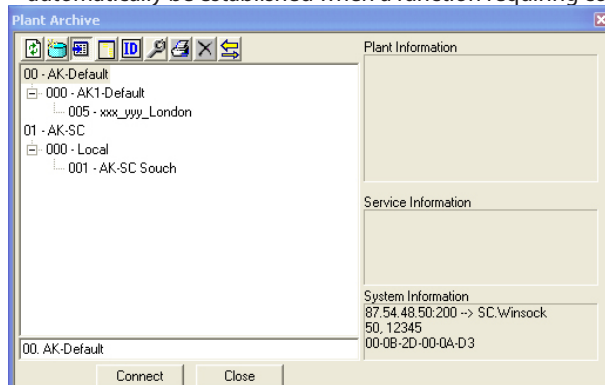 automatically be established when a function requiring
Plant Archive
ID
00 - AK-Default
000 - AK1-Default
005 - xxx_yyy_London
01 - AK-SC
000 - Local
001 - AK-SC Souch
00. AK-Default
Connect
Close
Plant Information
Service Information
System Information
87.54.48.50:200 --> SC.Winsock
50, 12345
00-0B-2D-00-0A-D3